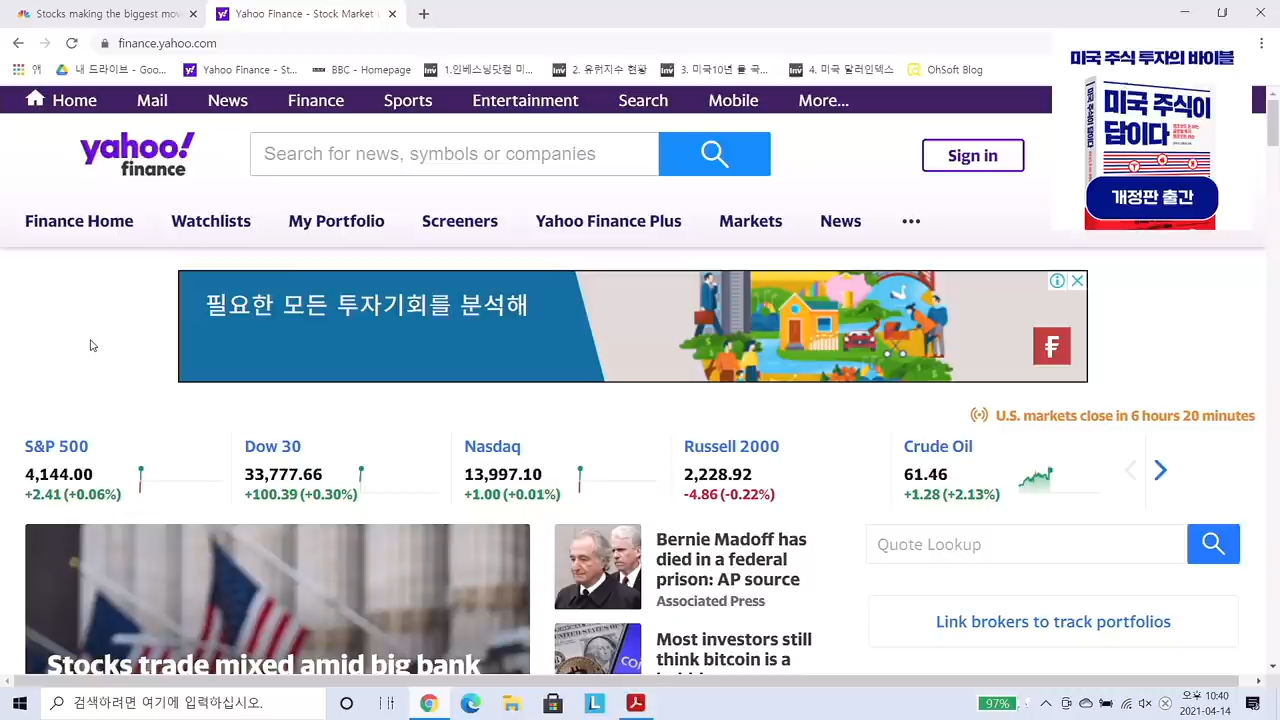 Stocks making the biggest mov
Yahoo Finance - Stock Market
finance.yahoo.com
앱
내 드라이브 - Goo...
Yahoo Finance - St...
BBC - Homepage
1.인베스팅닷컴 미...
2. 유럽지수 현황
3. 미국10년 물 국...
4. 미국 달러인덱스
OhSoft Blog
미국 주식 투자의 바이블
미국 주식이
답이다
개정판 출간
Home
Mail
News
Finance
Sports
Entertainment
Search
Mobile
More...
yahoo!
finance
Search for news, symbols or companies
Sign in
Finance Home
Watchlists
My Portfolio
Screeners
Yahoo Finance Plus
Markets
News
필요한 모든 투자기회를 분석해
U.S. markets close in 6 hours 20 minutes
S&P 500
4,144.00
+2.41 (+0.06%)
Dow 30
33,777.66
+100.39 (+0.30%)
Nasdaq
13,997.10
+1.00 (+0.01%)
Russell 2000
2,228.92
-4.86 (-0.22%)
Crude Oil
61.46
+1.28 (+2.13%)
Stocks trade mixed amid big bank
Bernie Madoff has
died in a federal
prison: AP source
Associated Press
Most investors still
think bitcoin is a
Quote Lookup
Link brokers to track portfolios
검색하려면 여기에 입력하십시오.
97%
오후 10:40
2021-04-14